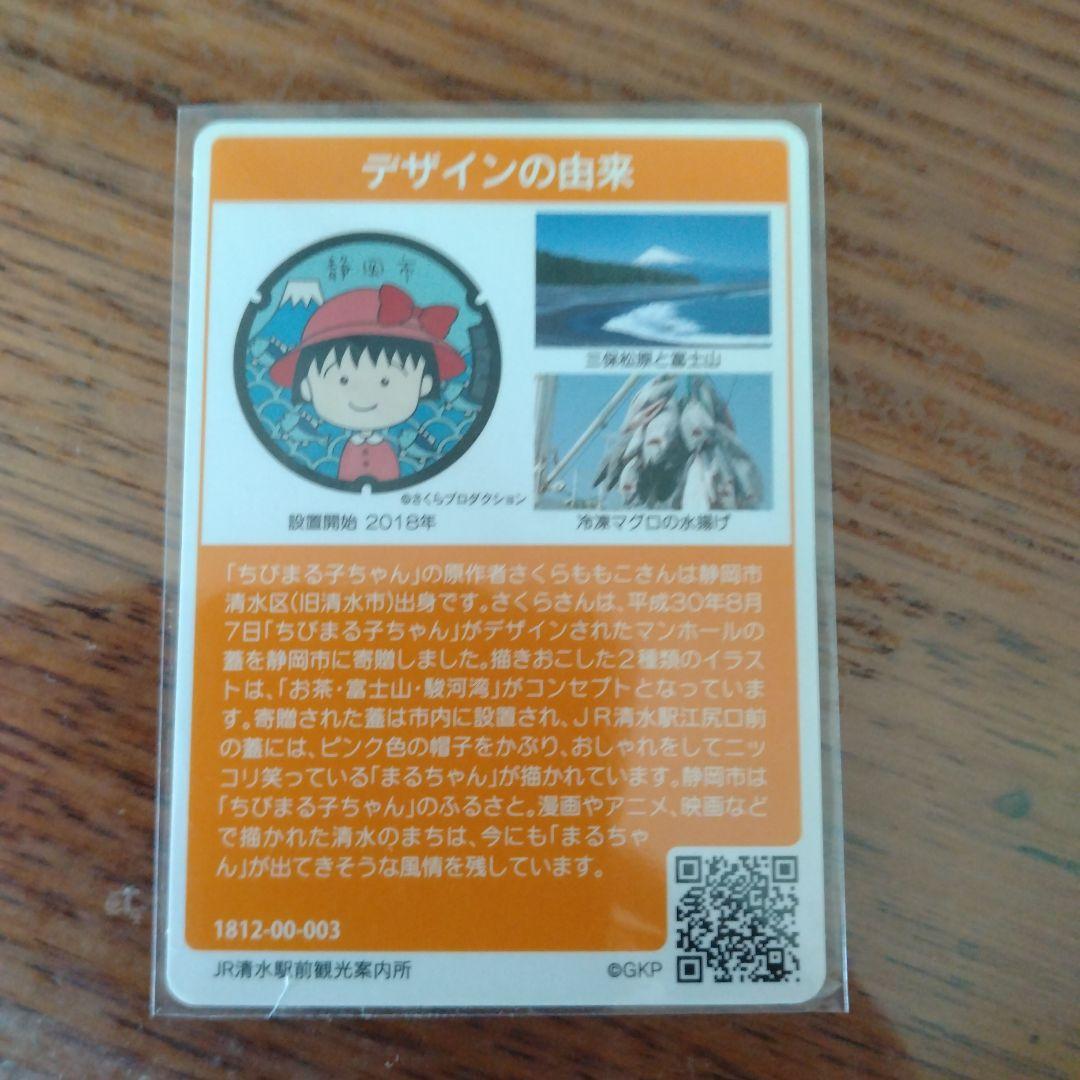 デザインの由来
静岡市
三保松原と富士山
©さくらプロダクション
設置開始 2018年
冷凍マグロの水揚げ
「ちびまる子ちゃん」の原作者さくらももこさんは静岡市
清水区(旧清水市)出身です。さくらさんは、平成30年8月
7日「ちびまる子ちゃん」がデザインされたマンホールの
蓋を静岡市に寄贈しました。描きおこした2種類のイラス
トは、「お茶・富士山・駿河湾」がコンセプトとなっていま
す。寄贈された蓋は市内に設置され、JR清水駅江尻口前
の蓋には、ピンク色の帽子をかぶり、おしゃれをしてニッ
コリ笑っている「まるちゃん」が描かれています。静岡市は
「ちびまる子ちゃん」のふるさと。漫画やアニメ、映画など
で描かれた清水のまちは、今にも「まるちゃ
ん」が出てきそうな風情を残しています。
1812-00-003
JR清水駅前観光案内所
©GKP